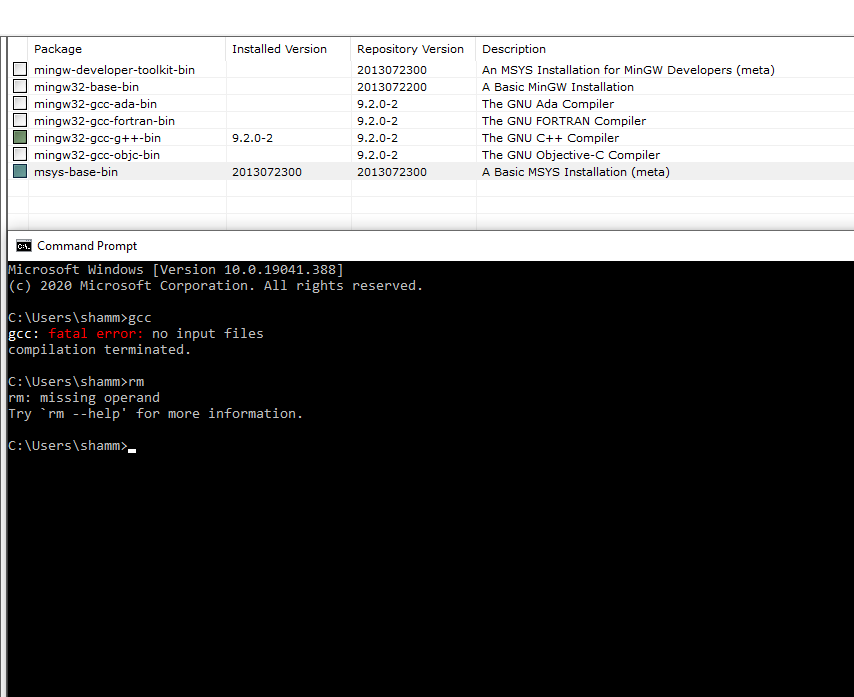 Package Installed Version Repository Version Description
mingw-developer-toolkit-bin 2013072300 An MSYS Installation for MinGW Developers (meta)
mingw32-base-bin 2013072200 A Basic MinGW Installation
mingw32-gcc-ada-bin 9.2.0-2 The GNU Ada Compiler
mingw32-gcc-fortran-bin 9.2.0-2 The GNU FORTRAN Compiler
mingw32-gcc-g++-bin 9.2.0-2 9.2.0-2 The GNU C++ Compiler
mingw32-gcc-objc-bin 9.2.0-2 The GNU Objective-C Compiler
msys-base-bin 2013072300 2013072300 A Basic MSYS Installation (meta)
C:\. Command Prompt
Microsoft Windows [Version 10.0.19041.388]
(c) 2020 Microsoft Corporation. All rights reserved.
C:\Users\shamm>gcc
gcc: fatal error: no input files
compilation terminated.
C:\Users\shamm>rm
rm: missing operand
Try `rm --help' for more information.
C:\Users\shamm>